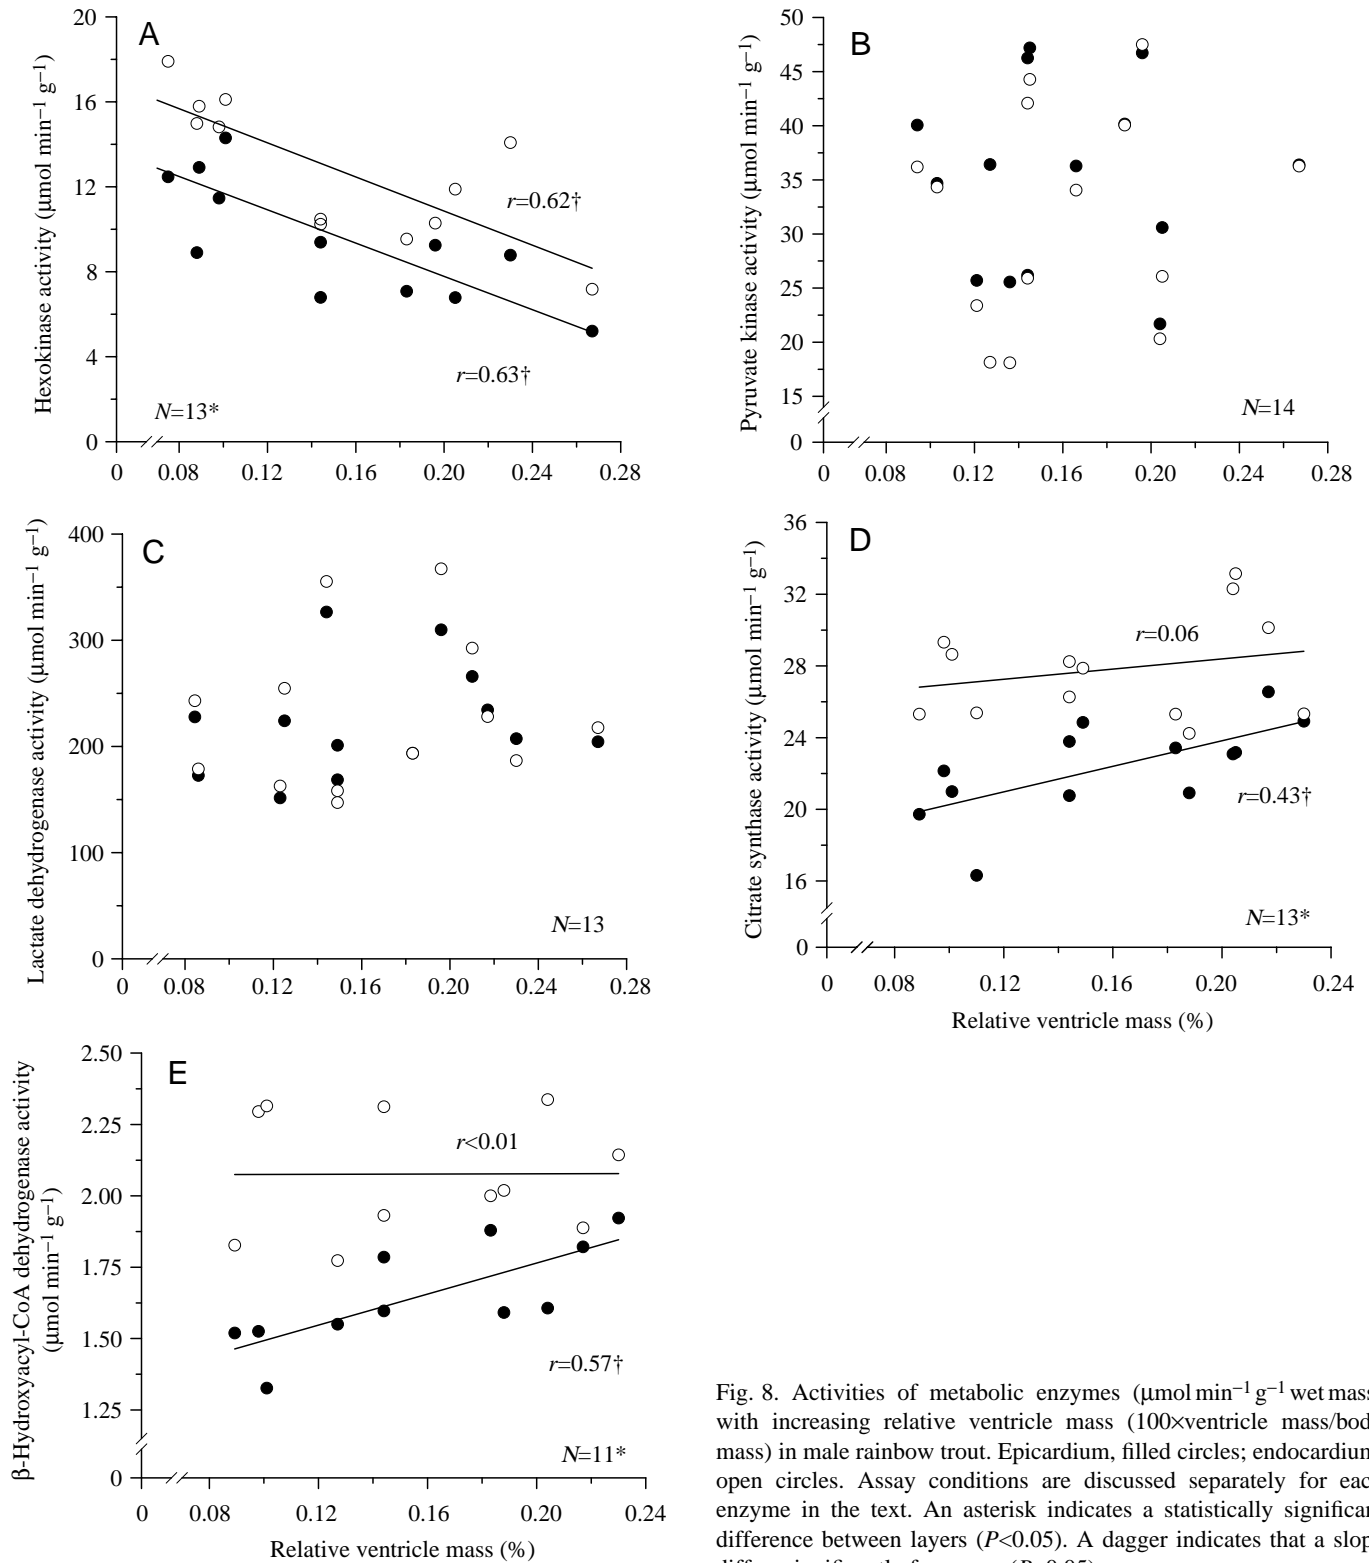 A
Hexokinase activity (µmol min⁻¹ g⁻¹)
20
16
12
8
4
0
r=0.62†
r=0.63†
N=13*
0 0.08 0.12 0.16 0.20 0.24 0.28
B
Pyruvate kinase activity (µmol min⁻¹ g⁻¹)
50
45
40
35
30
25
20
15
0
N=14
0 0.08 0.12 0.16 0.20 0.24 0.28
C
Lactate dehydrogenase activity (µmol min⁻¹ g⁻¹)
400
300
200
100
0
N=13
0 0.08 0.12 0.16 0.20 0.24 0.28
D
Citrate synthase activity (µmol min⁻¹ g⁻¹)
36
32
28
24
20
16
0
r=0.06
r=0.43†
N=13*
0 0.08 0.12 0.16 0.20 0.24
Relative ventricle mass (%)
E
β-Hydroxyacyl-CoA dehydrogenase activity
(µmol min⁻¹ g⁻¹)
2.50
2.25
2.00
1.75
1.50
1.25
0
r<0.01
r=0.57†
N=11*
0 0.08 0.12 0.16 0.20 0.24
Relative ventricle mass (%)
Fig. 8. Activities of metabolic enzymes (µmol min⁻¹ g⁻¹ wet mass
with increasing relative ventricle mass (100×ventricle mass/bod
mass) in male rainbow trout. Epicardium, filled circles; endocardium
open circles. Assay conditions are discussed separately for eac
enzyme in the text. An asterisk indicates a statistically significan
difference between layers (P<0.05). A dagger indicates that a slop